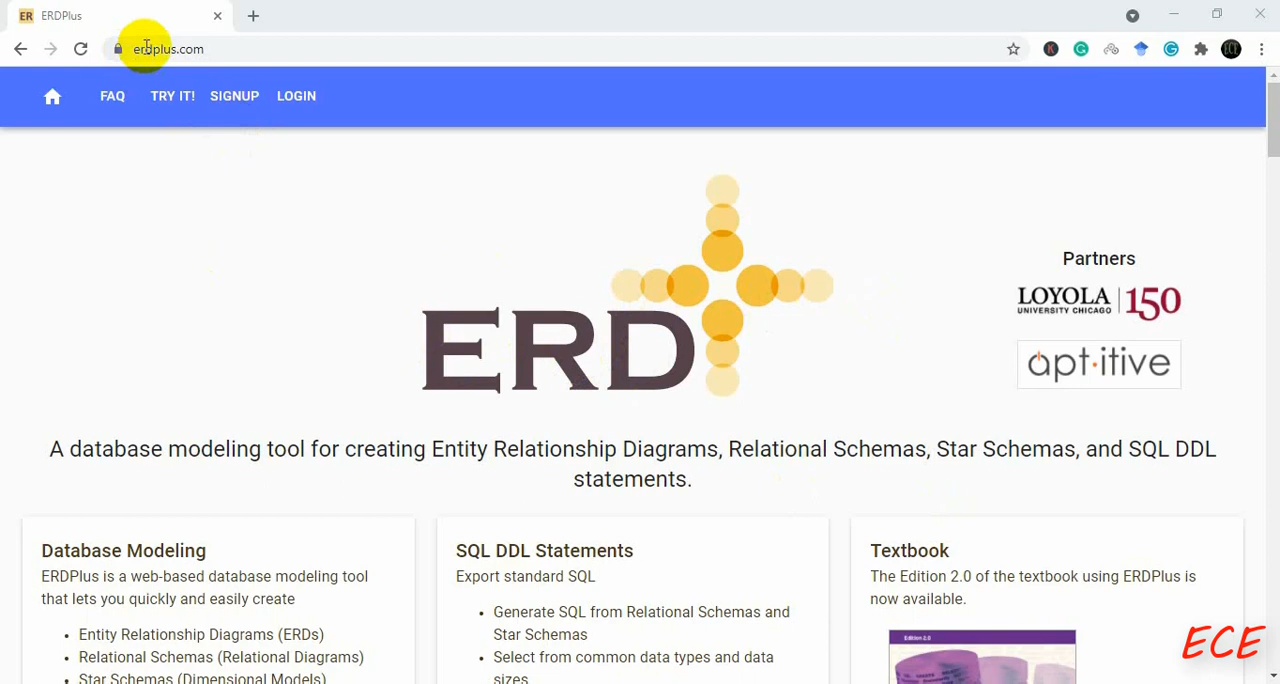 ER ERDPlus
erdplus.com
FAQ TRY IT! SIGNUP LOGIN
ERD
Partners
LOYOLA 150
UNIVERSITY CHICAGO
apt·itive
A database modeling tool for creating Entity Relationship Diagrams, Relational Schemas, Star Schemas, and SQL DDL
statements.
Database Modeling
ERDPlus is a web-based database modeling tool
that lets you quickly and easily create
• Entity Relationship Diagrams (ERDs)
• Relational Schemas (Relational Diagrams)
• Star Schemas (Dimensional Models)
SQL DDL Statements
Export standard SQL
• Generate SQL from Relational Schemas and
Star Schemas
• Select from common data types and data
sizes
Textbook
The Edition 2.0 of the textbook using ERDPlus is
now available.
Edition 2.0
ECE